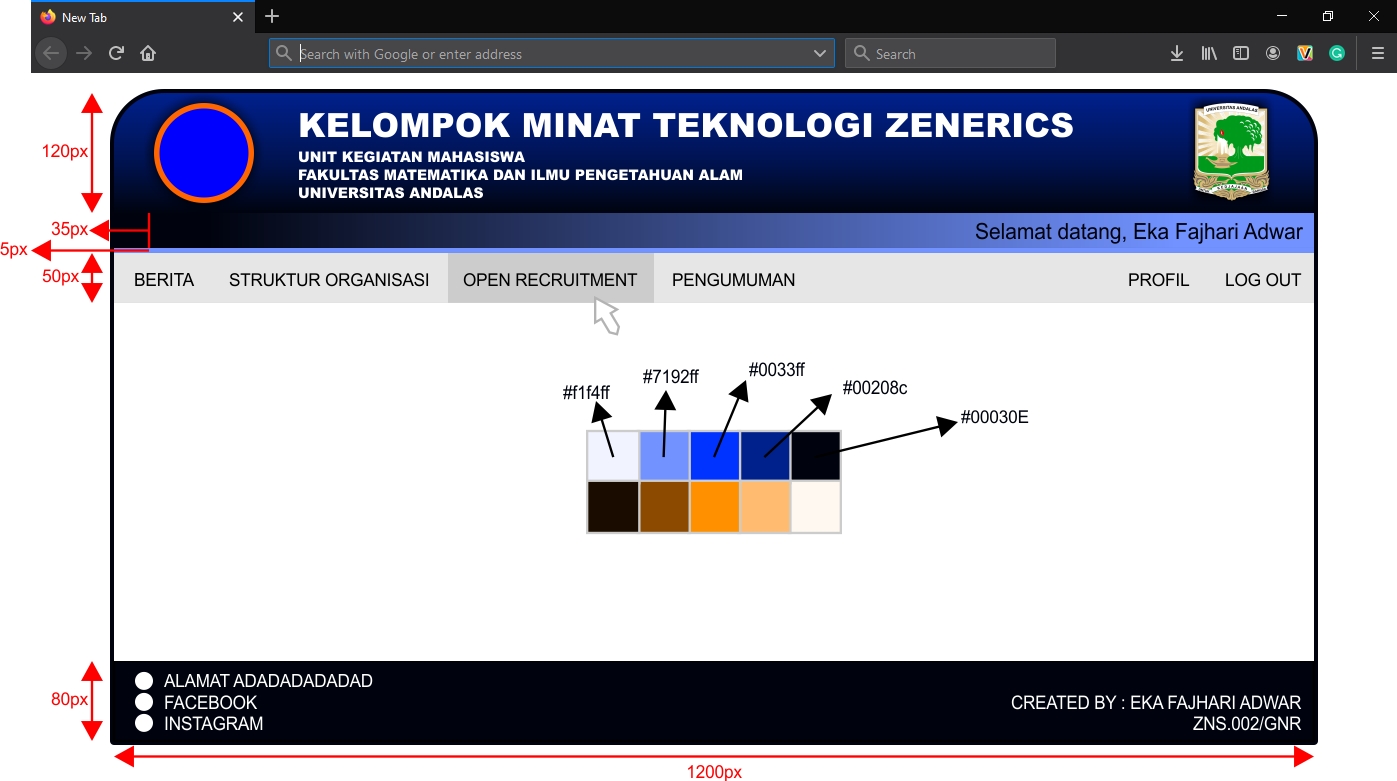 New Tab
Search with Google or enter address
Search
120px
KELOMPOK MINAT TEKNOLOGI ZENERICS
UNIT KEGIATAN MAHASISWA
FAKULTAS MATEMATIKA DAN ILMU PENGETAHUAN ALAM
UNIVERSITAS ANDALAS
UNIVERSITAS ANDALAS
KEDJAJAAN
35px
Selamat datang, Eka Fajhari Adwar
5px
50px
BERITA
STRUKTUR ORGANISASI
OPEN RECRUITMENT
PENGUMUMAN
PROFIL
LOG OUT
#f1f4ff
#7192ff
#0033ff
#00208c
#00030E
80px
ALAMAT ADADADADADAD
FACEBOOK
INSTAGRAM
CREATED BY : EKA FAJHARI ADWAR
ZNS.002/GNR
1200px